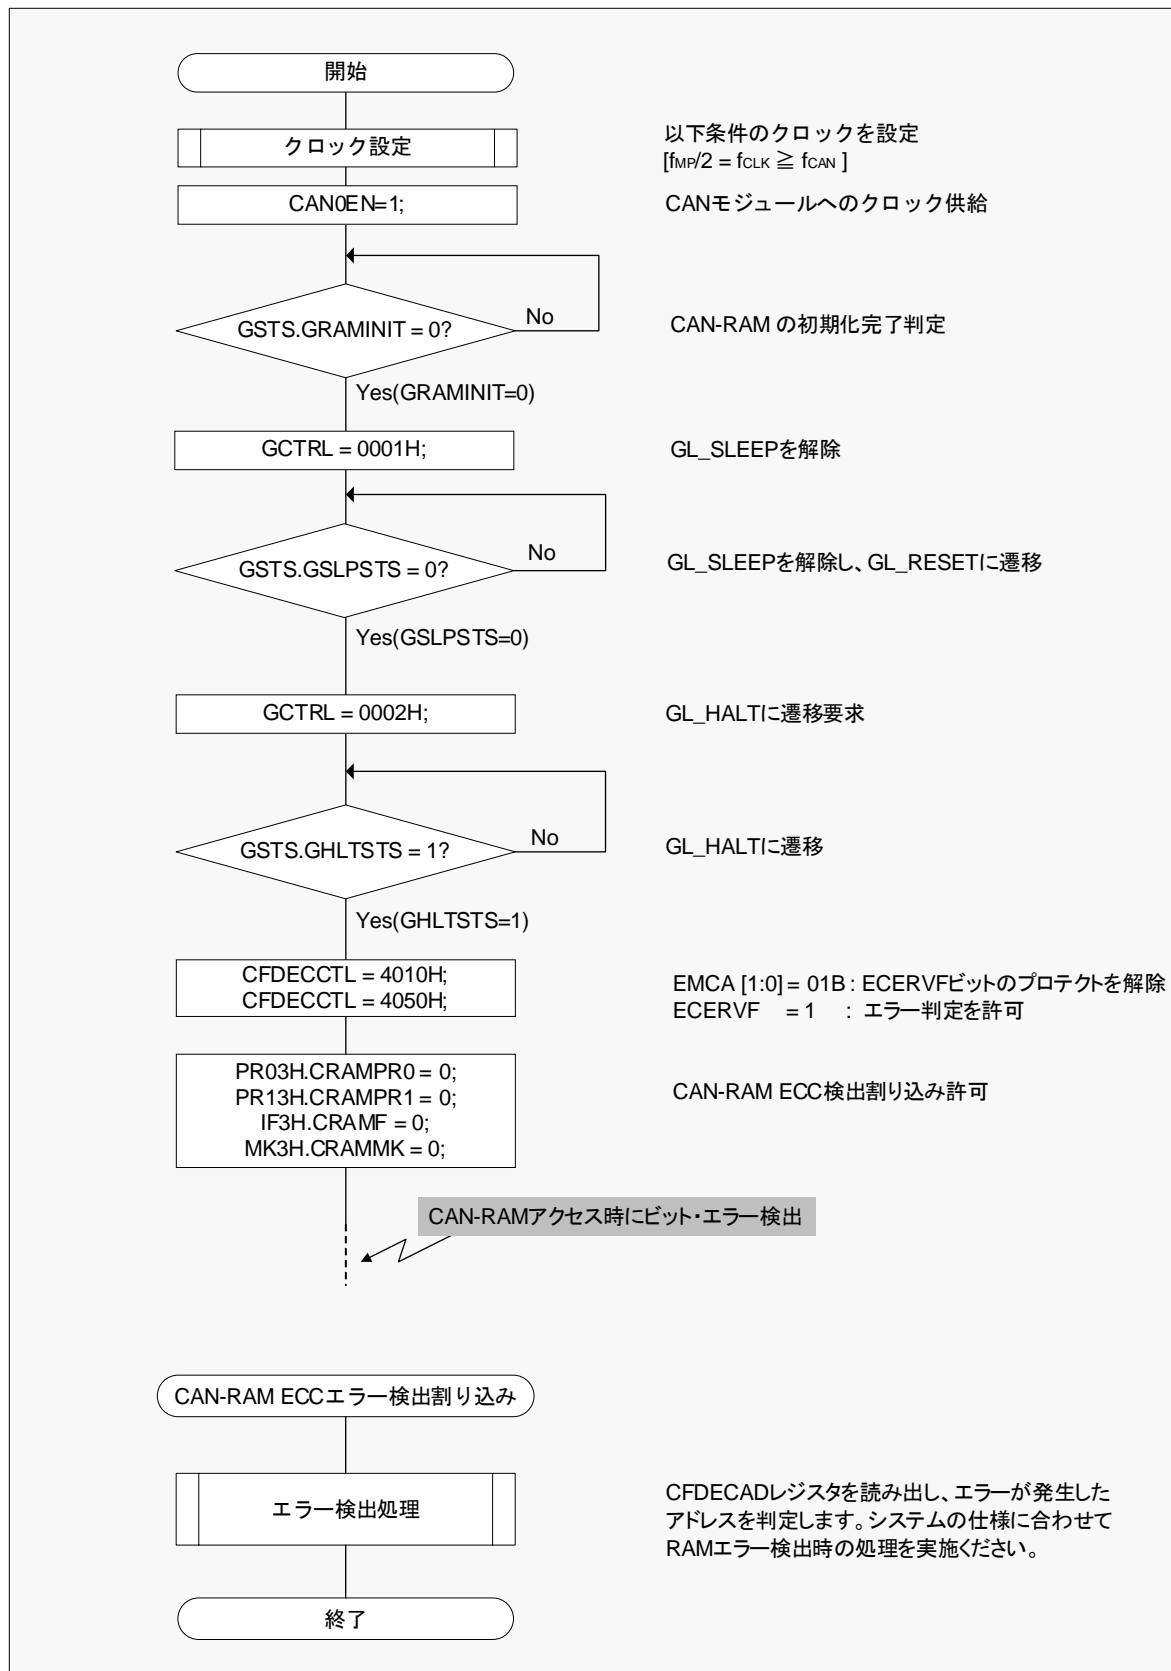 開始
クロック設定
以下条件のクロックを設定
[fMP/2 = fCLK ≧ fCAN ]
CAN0EN=1;
CANモジュールへのクロック供給
GSTS.GRAMINIT = 0?
No
CAN-RAM の初期化完了判定
Yes(GRAMINIT=0)
GCTRL = 0001H;
GL_SLEEPを解除
GSTS.GSLPSTS = 0?
No
GL_SLEEPを解除し、GL_RESETに遷移
Yes(GSLPSTS=0)
GCTRL = 0002H;
GL_HALTに遷移要求
GSTS.GHLTSTS = 1?
No
GL_HALTに遷移
Yes(GHLTSTS=1)
CFDECCTL = 4010H;
CFDECCTL = 4050H;
EMCA [1:0] = 01B : ECERVFビットのプロテクトを解除
ECERVF = 1 : エラー判定を許可
PR03H.CRAMPR0 = 0;
PR13H.CRAMPR1 = 0;
IF3H.CRAMF = 0;
MK3H.CRAMMK = 0;
CAN-RAM ECC検出割り込み許可
CAN-RAMアクセス時にビット・エラー検出
CAN-RAM ECCエラー検出割り込み
エラー検出処理
CFDECADレジスタを読み出し、エラーが発生した
アドレスを判定します。システムの仕様に合わせて
RAMエラー検出時の処理を実施ください。
終了